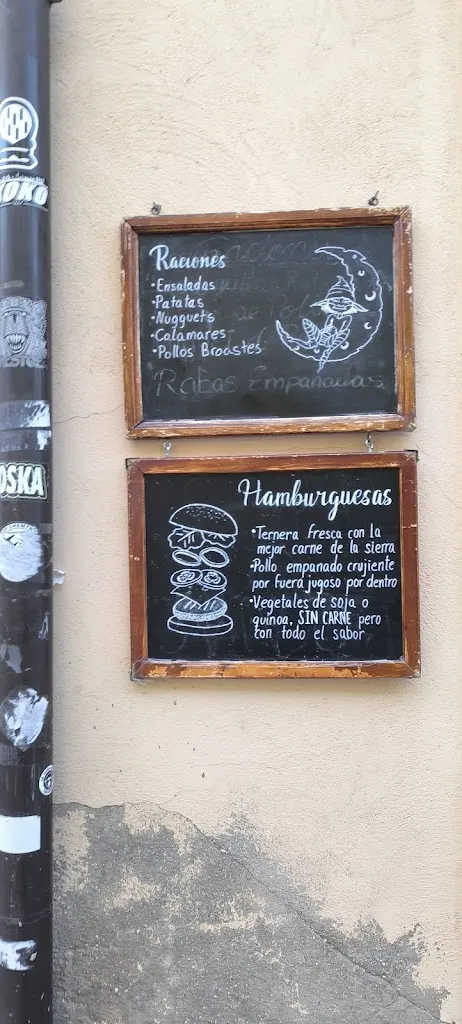 KOKO
Raciones
•Ensaladas
•Patatas
•Nugguets
•Calamares
•Pollos Broastes
Rabas Empanadas
OSKA
Hamburguesas
•Ternera fresca con la
mejor carne de la sierra
•Pollo empanado crujiente
por fuera jugoso por dentro
•Vegetales de soja o
quinoa, SIN CARNE pero
con todo el sabor